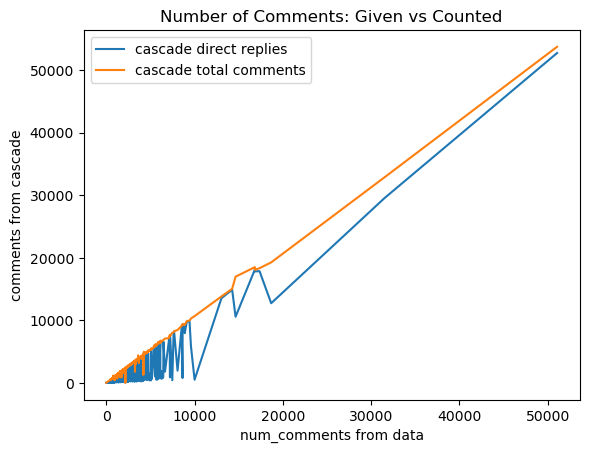 Number of Comments: Given vs Counted
cascade direct replies
cascade total comments
comments from cascade
50000
40000
30000
20000
10000
0
0 10000 20000 30000 40000 50000
num_comments from data